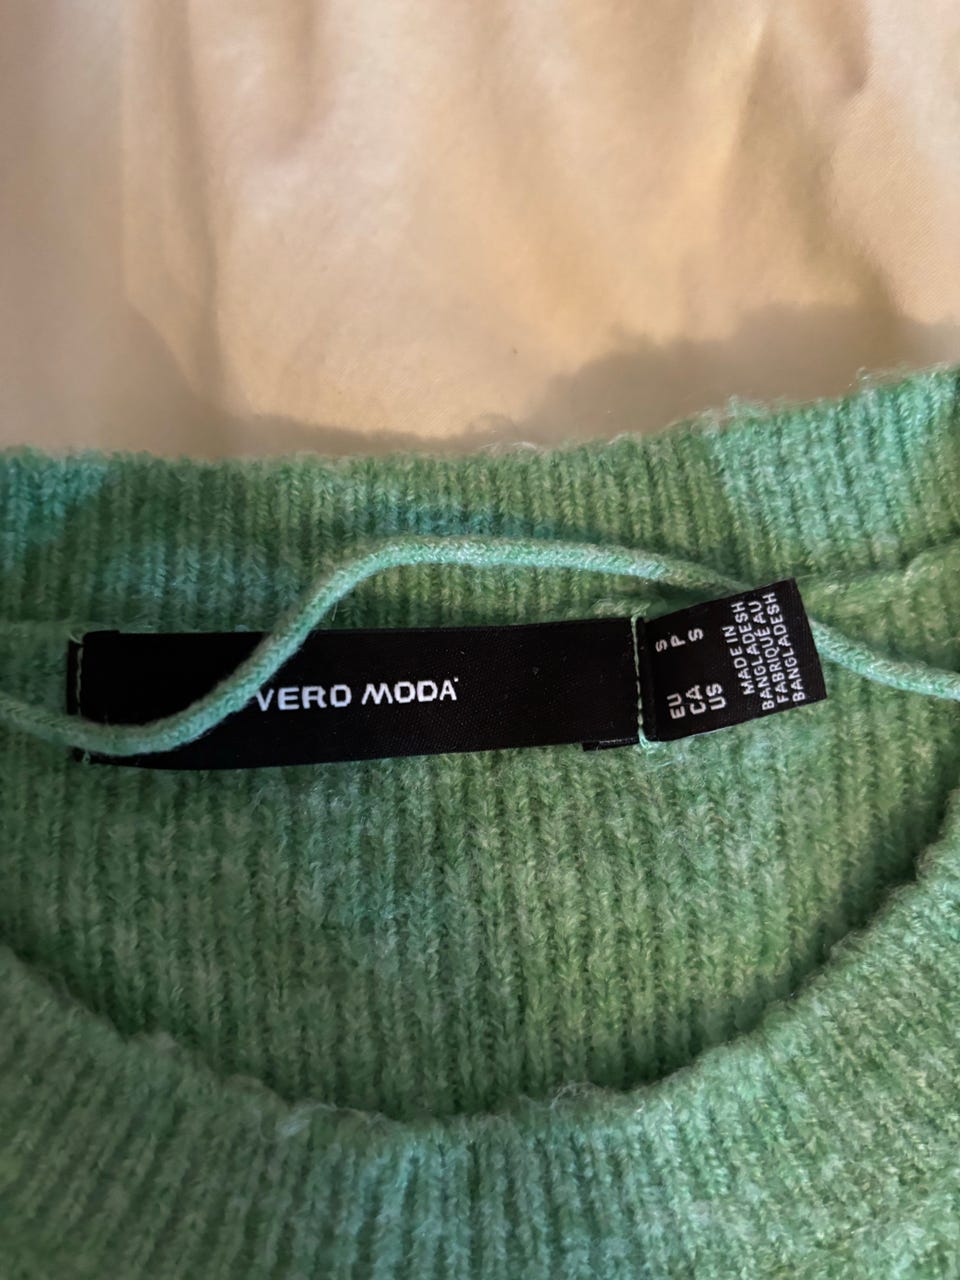 VERO MODA
EU S
CA P
US S
MADE IN
BANGLADESH
FABRIQUÉ AU
BANGLADESH